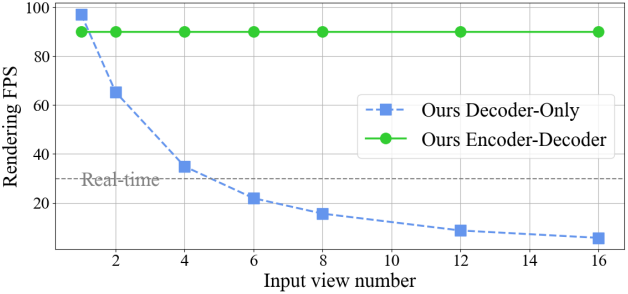 100
80
60
40
20
Rendering FPS
Real-time
Ours Decoder-Only
Ours Encoder-Decoder
2 4 6 8 10 12 14 16
Input view number